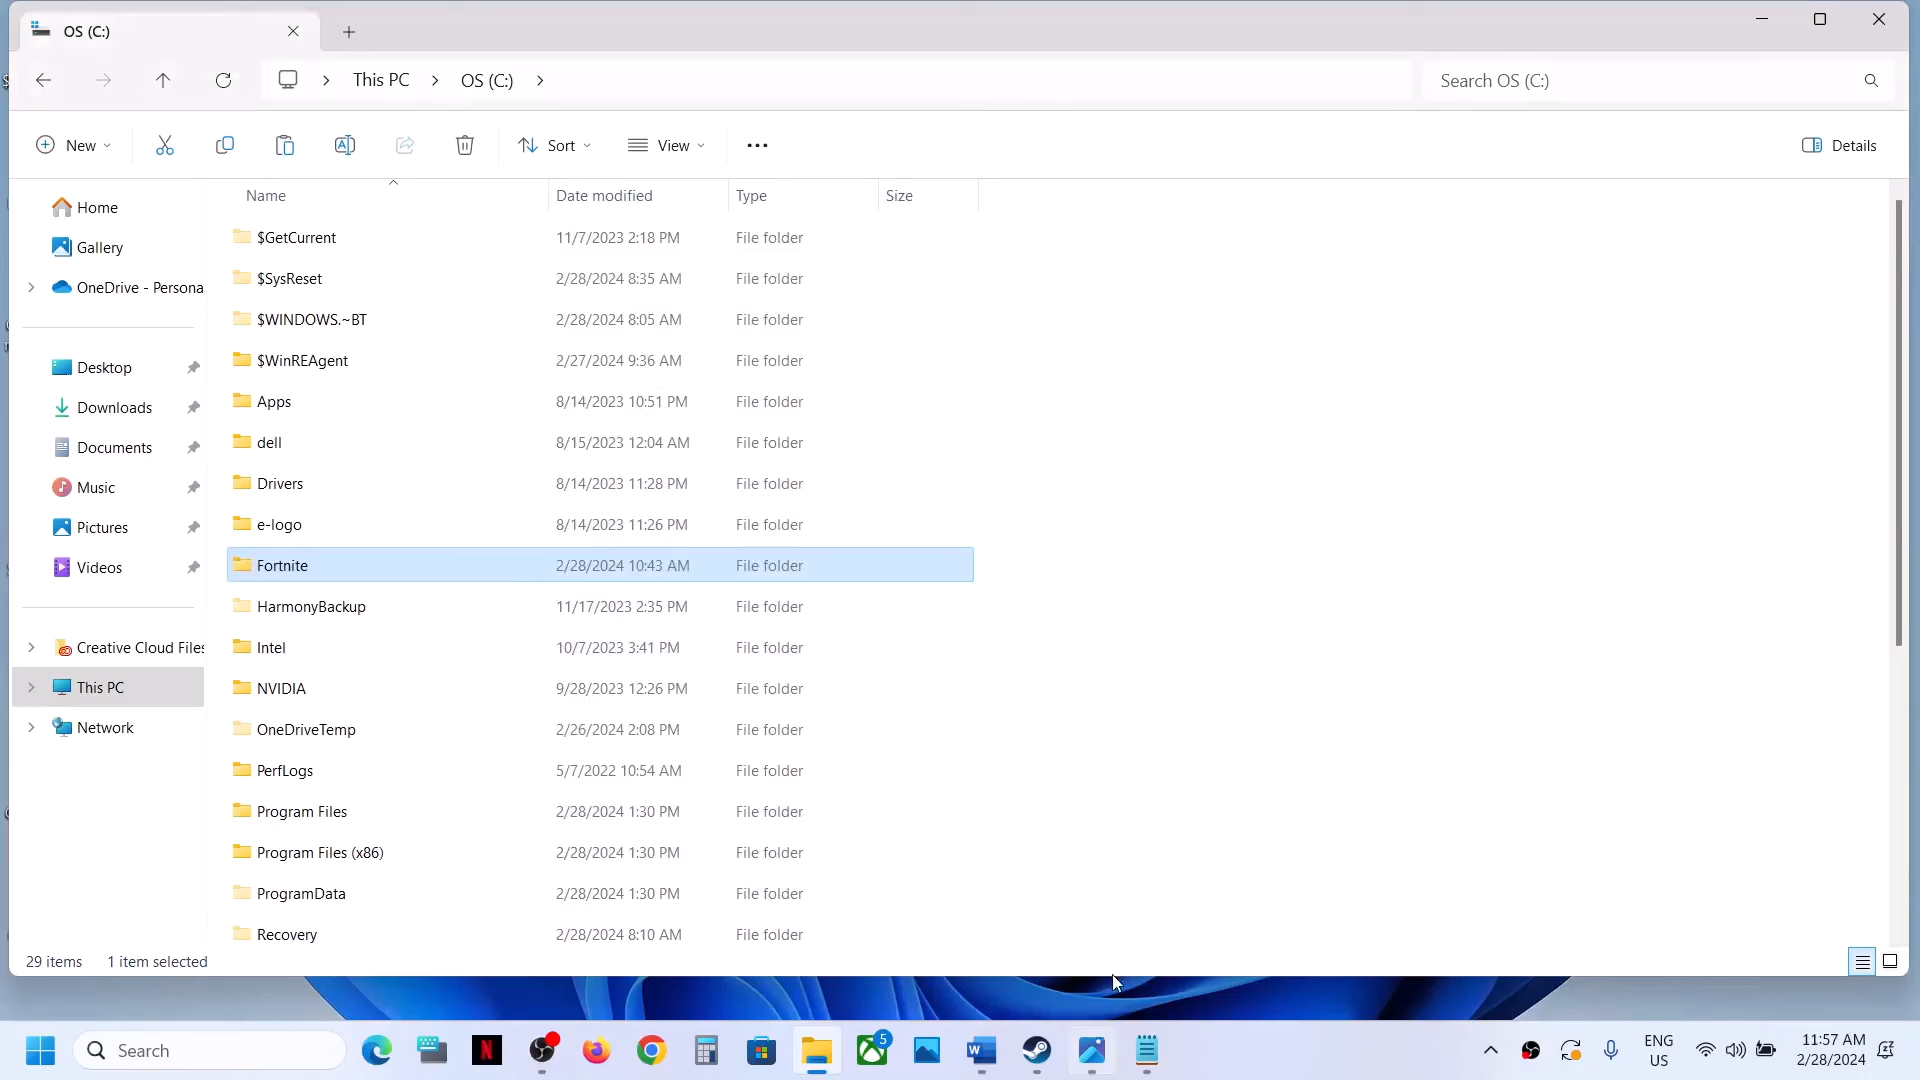 OS (C:)
This PC
OS (C:)
Search OS (C:)
New
Sort
View
Details
Name
Date modified
Type
Size
Home
Gallery
OneDrive - Persona
Desktop
Downloads
Documents
Music
Pictures
Videos
Creative Cloud Files
This PC
Network
$GetCurrent 11/7/2023 2:18 PM File folder
$SysReset 2/28/2024 8:35 AM File folder
$WINDOWS.~BT 2/28/2024 8:05 AM File folder
$WinREAgent 2/27/2024 9:36 AM File folder
Apps 8/14/2023 10:51 PM File folder
dell 8/15/2023 12:04 AM File folder
Drivers 8/14/2023 11:28 PM File folder
e-logo 8/14/2023 11:26 PM File folder
Fortnite 2/28/2024 10:43 AM File folder
HarmonyBackup 11/17/2023 2:35 PM File folder
Intel 10/7/2023 3:41 PM File folder
NVIDIA 9/28/2023 12:26 PM File folder
OneDriveTemp 2/26/2024 2:08 PM File folder
PerfLogs 5/7/2022 10:54 AM File folder
Program Files 2/28/2024 1:30 PM File folder
Program Files (x86) 2/28/2024 1:30 PM File folder
ProgramData 2/28/2024 1:30 PM File folder
Recovery 2/28/2024 8:10 AM File folder
29 items 1 item selected
Search
N
5
W
ENG
US
11:57 AM
2/28/2024